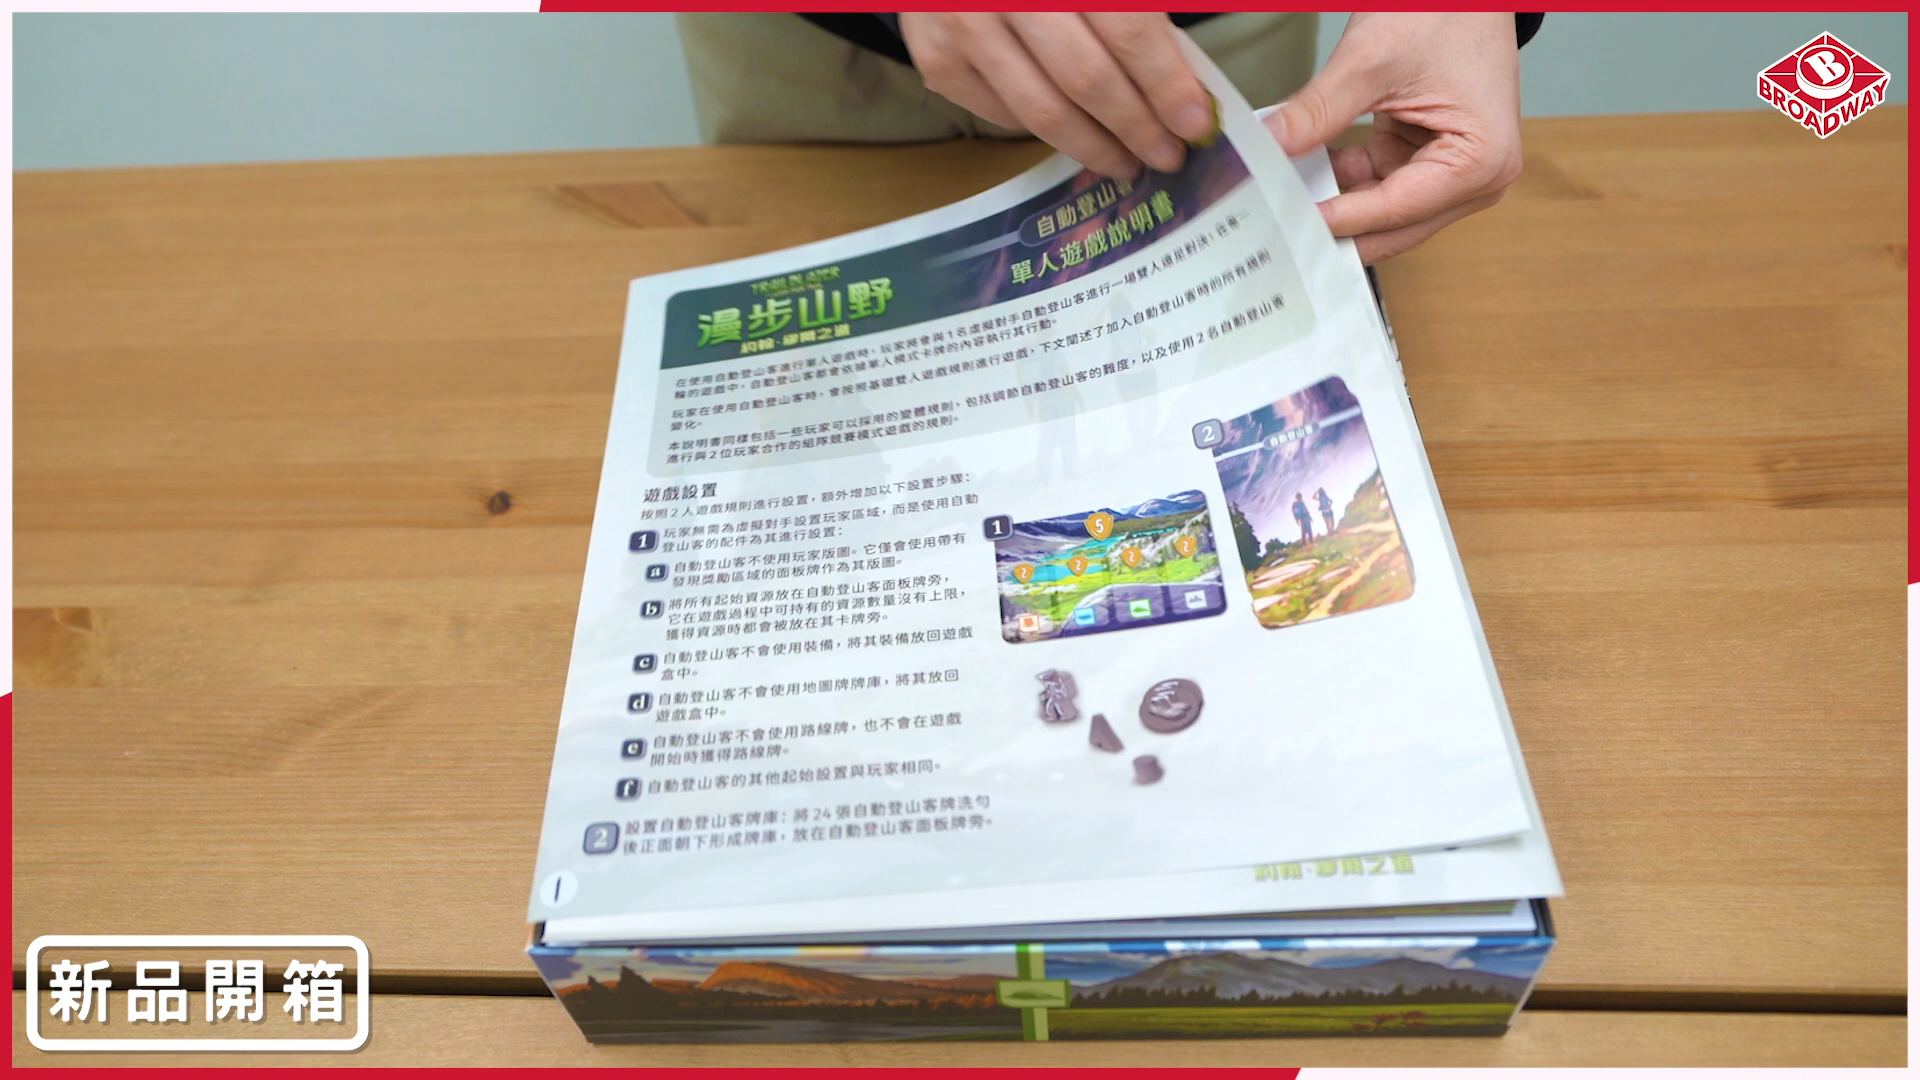 B
BROADWAY
自動登山客
單人遊戲說明書
漫步山野
約翰·繆爾之道
在使用自動登山客進行單人遊戲時，玩家將會與1名虛擬對手自動登山客進行一場雙人遠足對決！在每一
輪的遊戲中，自動登山客都會依據單人模式卡牌的內容執行其行動。
玩家在使用自動登山客時，會按照基礎雙人遊戲規則進行遊戲，下文闡述了加入自動登山客時的所有規則
變化。
本說明書同樣包括一些玩家可以採用的變體規則，包括調節自動登山客的難度，以及使用2名自動登山客
進行與2位玩家合作的組隊競賽模式遊戲的規則。
遊戲設置
按照2人遊戲規則進行設置，額外增加以下設置步驟：
1 玩家無需為虛擬對手設置玩家區域，而是使用自動
登山客的配件為其進行設置：
a 自動登山客不使用玩家版圖。它僅會使用帶有
發現獎勵區域的面板牌作為其版圖。
b 將所有起始資源放在自動登山客面板牌旁，
它在遊戲過程中可持有的資源數量沒有上限，
獲得資源時都會被放在其卡牌旁。
c 自動登山客不會使用裝備，將其裝備放回遊戲
盒中。
d 自動登山客不會使用地圖牌牌庫，將其放回
遊戲盒中。
e 自動登山客不會使用路線牌，也不會在遊戲
開始時獲得路線牌。
f 自動登山客的其他起始設置與玩家相同。
2 設置自動登山客牌庫：將24張自動登山客牌洗勻
後正面朝下形成牌庫，放在自動登山客面板牌旁。
1
5
2
2
2
2
2
自動登山客
1
約翰·繆爾之道
新品開箱